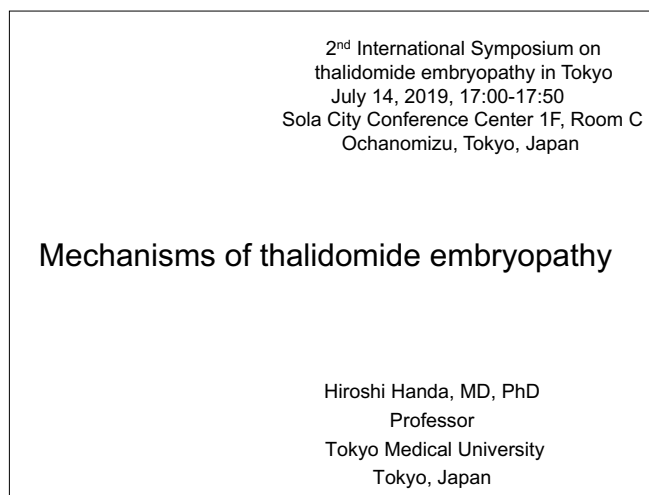 2nd International Symposium on
thalidomide embryopathy in Tokyo
July 14, 2019, 17:00-17:50
Sola City Conference Center 1F, Room C
Ochanomizu, Tokyo, Japan
Mechanisms of thalidomide embryopathy
Hiroshi Handa, MD, PhD
Professor
Tokyo Medical University
Tokyo, Japan